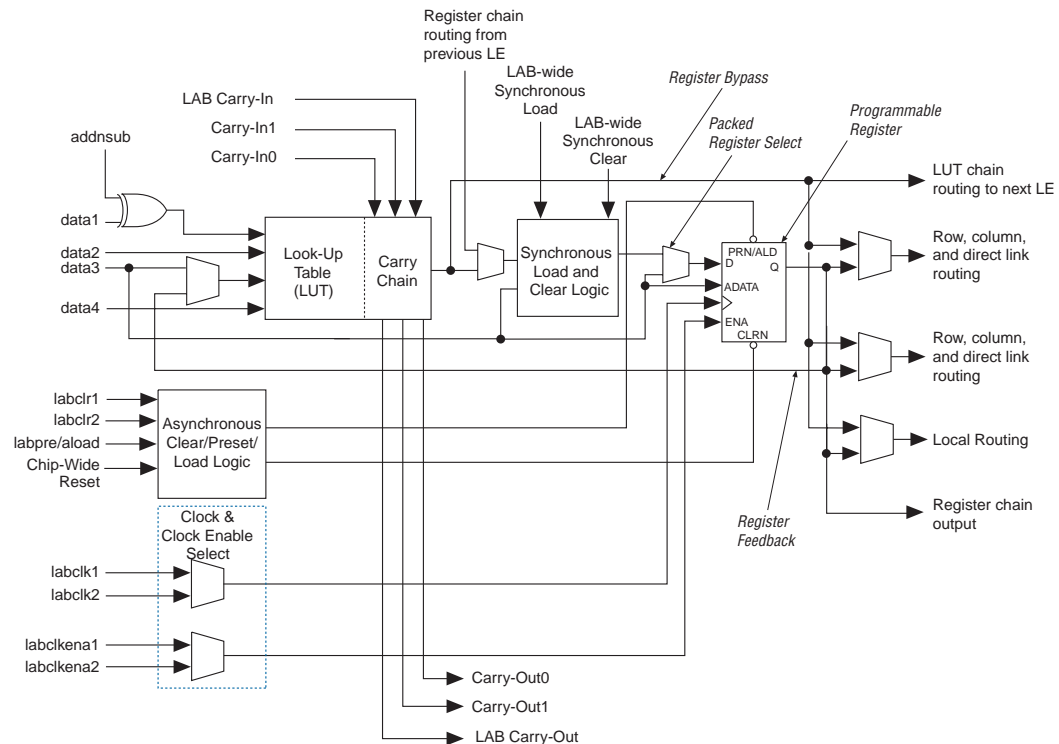 Register chain
routing from
previous LE
LAB-wide
Synchronous
Load
Register Bypass
Programmable
Register
LAB Carry-In
LAB-wide
Synchronous
Clear
Packed
Register Select
Carry-In1
addnsub
Carry-In0
LUT chain
routing to next LE
data1
data2
data3
data4
Look-Up
Table
(LUT)
Carry
Chain
Synchronous
Load and
Clear Logic
PRN/ALD
D
Q
ADATA
ENA
CLRN
Row, column,
and direct link
routing
Row, column,
and direct link
routing
labclr1
labclr2
labpre/aload
Chip-Wide
Reset
Asynchronous
Clear/Preset/
Load Logic
Local Routing
Clock &
Clock Enable
Select
Register
Feedback
Register chain
output
labclk1
labclk2
labclkena1
labclkena2
Carry-Out0
Carry-Out1
LAB Carry-Out